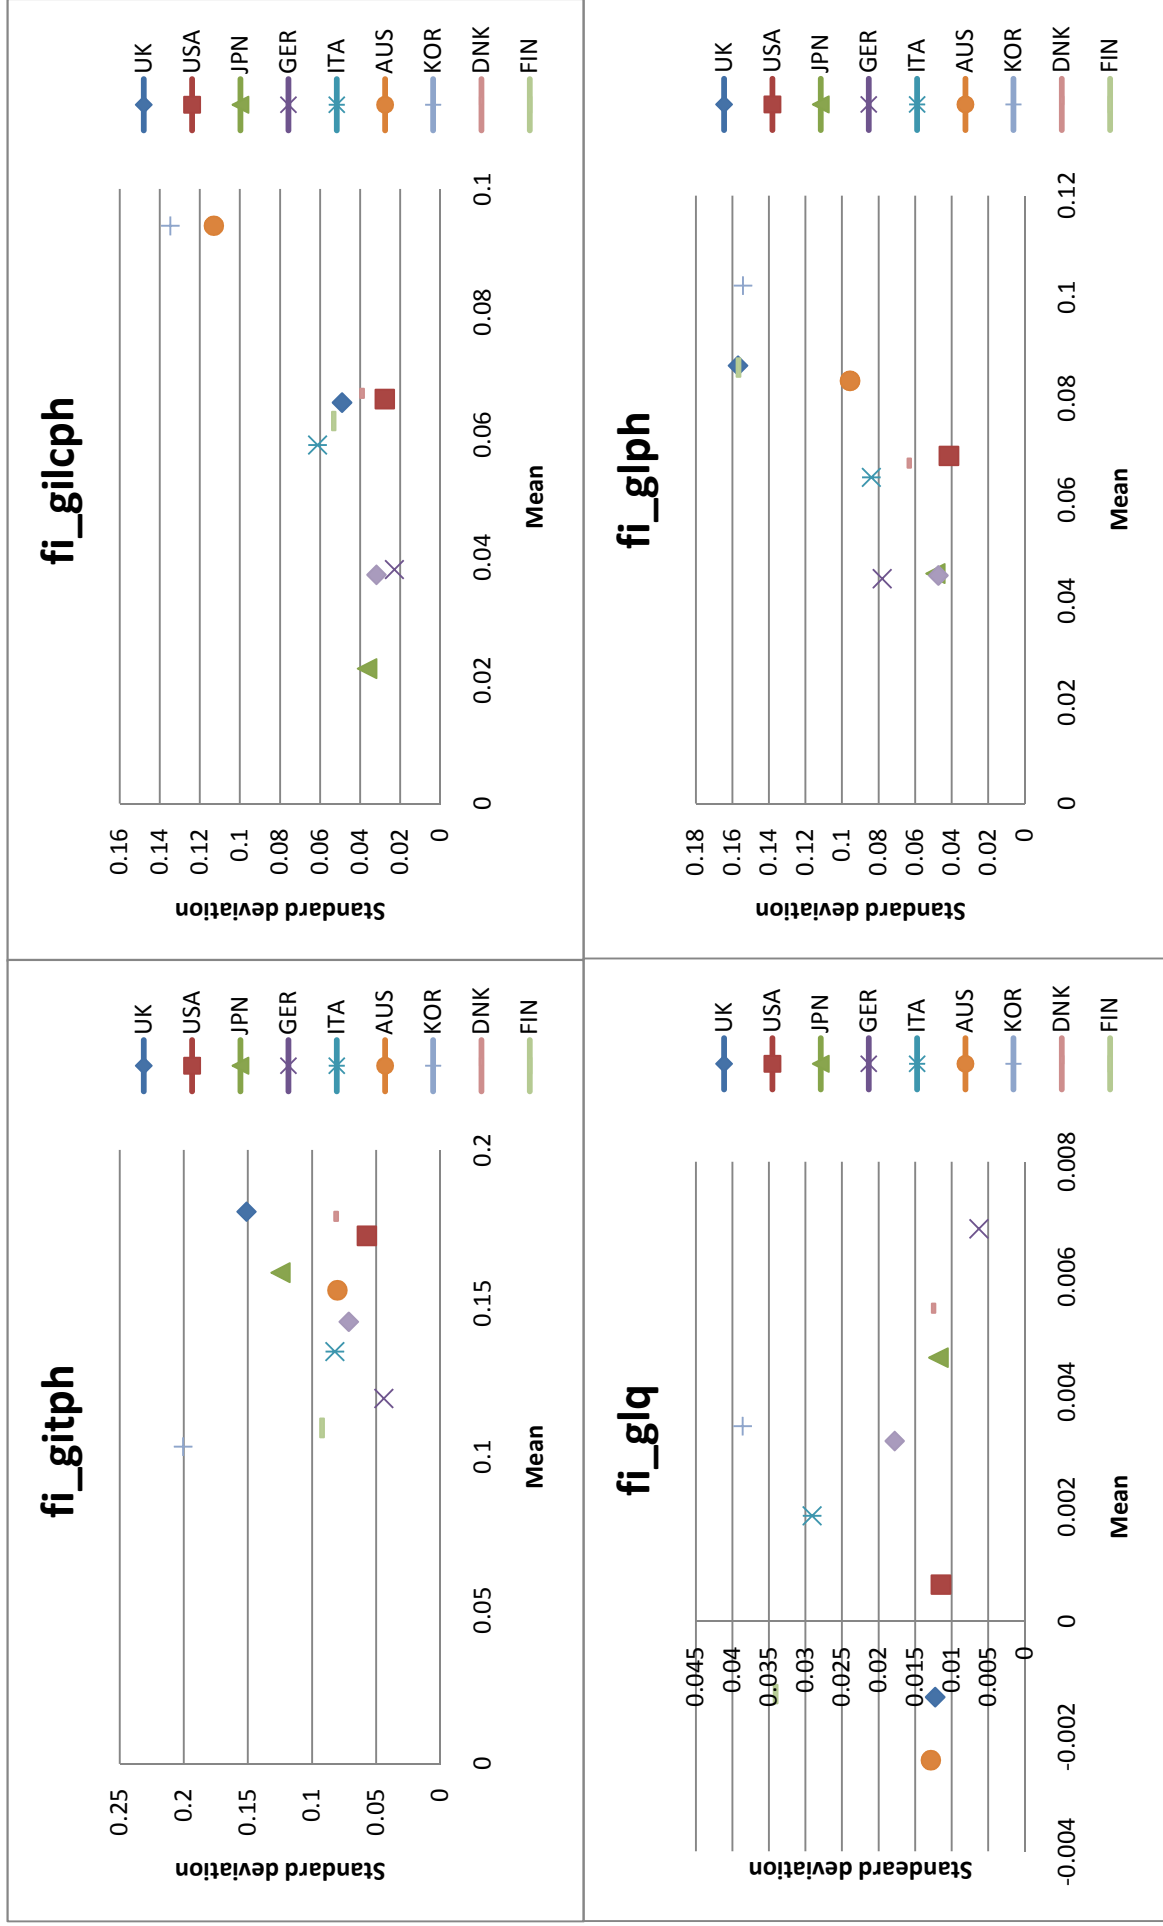 fi_gitph
0.25
0.2
0.15
0.1
0.05
0
Standard deviation
0
0.05
0.1
0.15
0.2
Mean
UK
USA
JPN
GER
ITA
AUS
KOR
DNK
FIN
fi_gilcph
0.16
0.14
0.12
0.1
0.08
0.06
0.04
0.02
0
Standard deviation
0
0.02
0.04
0.06
0.08
0.1
Mean
UK
USA
JPN
GER
ITA
AUS
KOR
DNK
FIN
fi_glq
0.045
0.04
0.035
0.03
0.025
0.02
0.015
0.01
0.005
0
Standeard deviation
-0.004
-0.002
0
0.002
0.004
0.006
0.008
Mean
UK
USA
JPN
GER
ITA
AUS
KOR
DNK
FIN
fi_glph
0.18
0.16
0.14
0.12
0.1
0.08
0.06
0.04
0.02
0
Standard deviation
0
0.02
0.04
0.06
0.08
0.1
0.12
Mean
UK
USA
JPN
GER
ITA
AUS
KOR
DNK
FIN